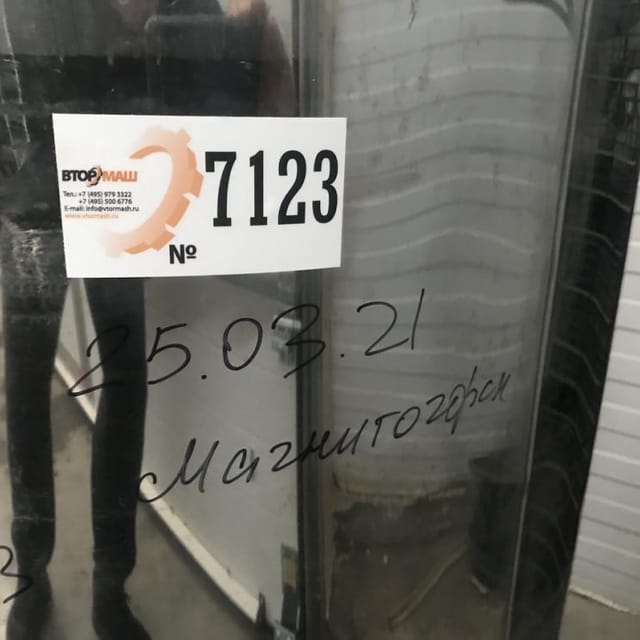 ВТОРМАШ
Тел.: +7 (495) 979 3322
+7 (495) 500 6776
E-mail: info@vtormash.ru
www.vtormash.ru
№ 7123
25.03.21
Магнитогорск
3